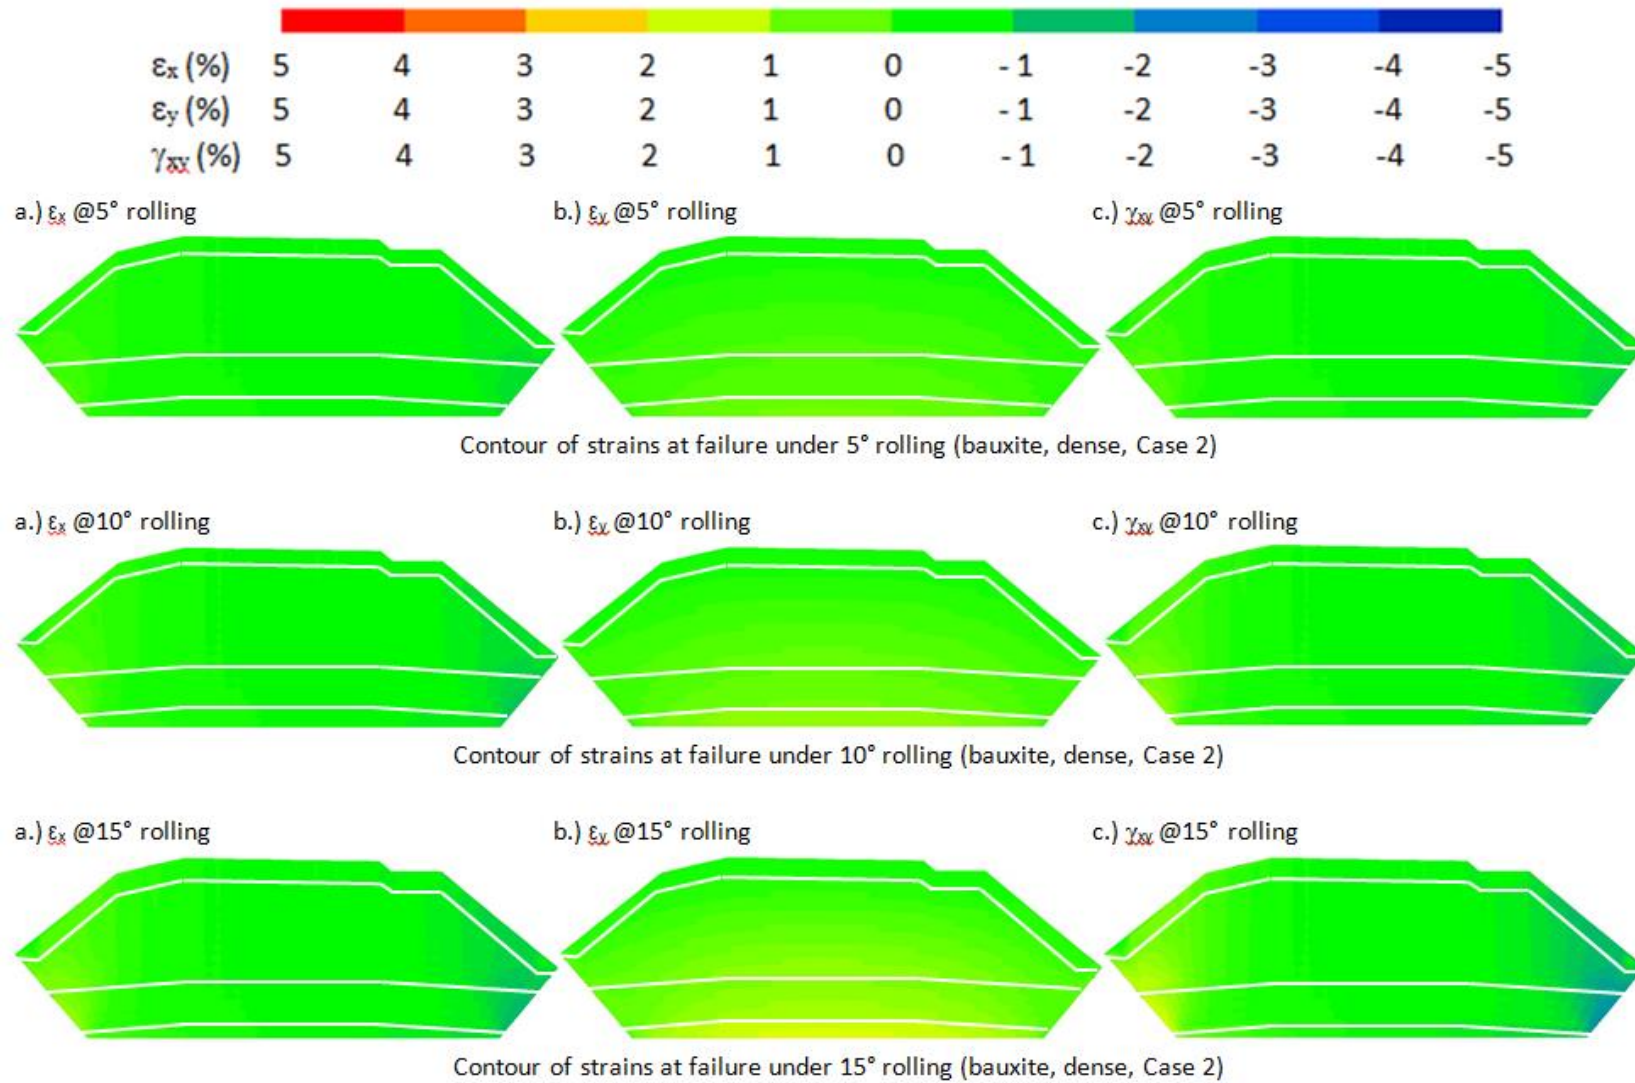 εx (%) 5 4 3 2 1 0 - 1 -2 -3 -4 -5
εy (%) 5 4 3 2 1 0 - 1 -2 -3 -4 -5
γxy (%) 5 4 3 2 1 0 - 1 -2 -3 -4 -5
a.) εx @5° rolling b.) εy @5° rolling c.) γxy @5° rolling
Contour of strains at failure under 5° rolling (bauxite, dense, Case 2)
a.) εx @10° rolling b.) εy @10° rolling c.) γxy @10° rolling
Contour of strains at failure under 10° rolling (bauxite, dense, Case 2)
a.) εx @15° rolling b.) εy @15° rolling c.) γxy @15° rolling
Contour of strains at failure under 15° rolling (bauxite, dense, Case 2)